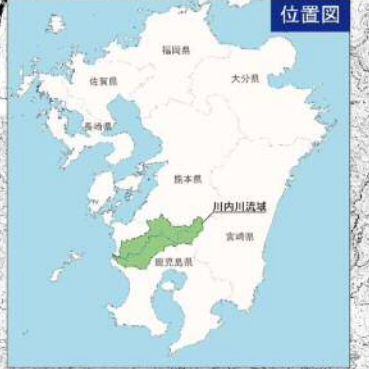 位置図
福岡県
佐賀県
大分県
長崎県
熊本県
川内川流域
宮崎県
鹿児島県